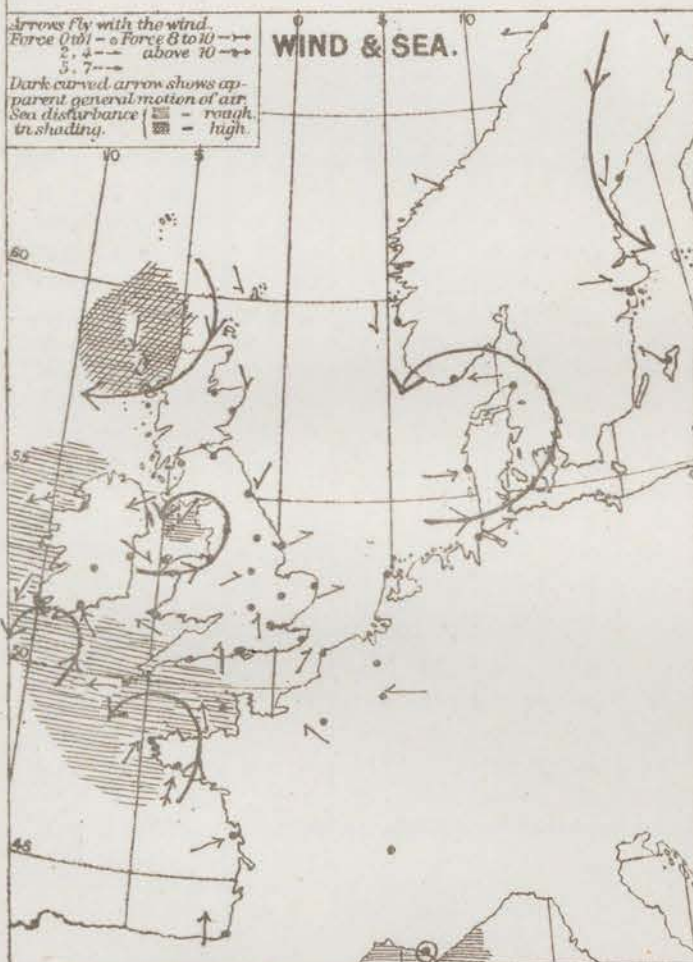 Arrows fly with the wind.
WIND & SEA.
Force 0 to 1 - o Force 8 to 10
2, 4 above 10
5, 7
Dark curved arrow shows ap-
parent general motion of air.
Sea disturbance { - rough.
in shading. - high.
10 5 0 5 10
60
55
50
45